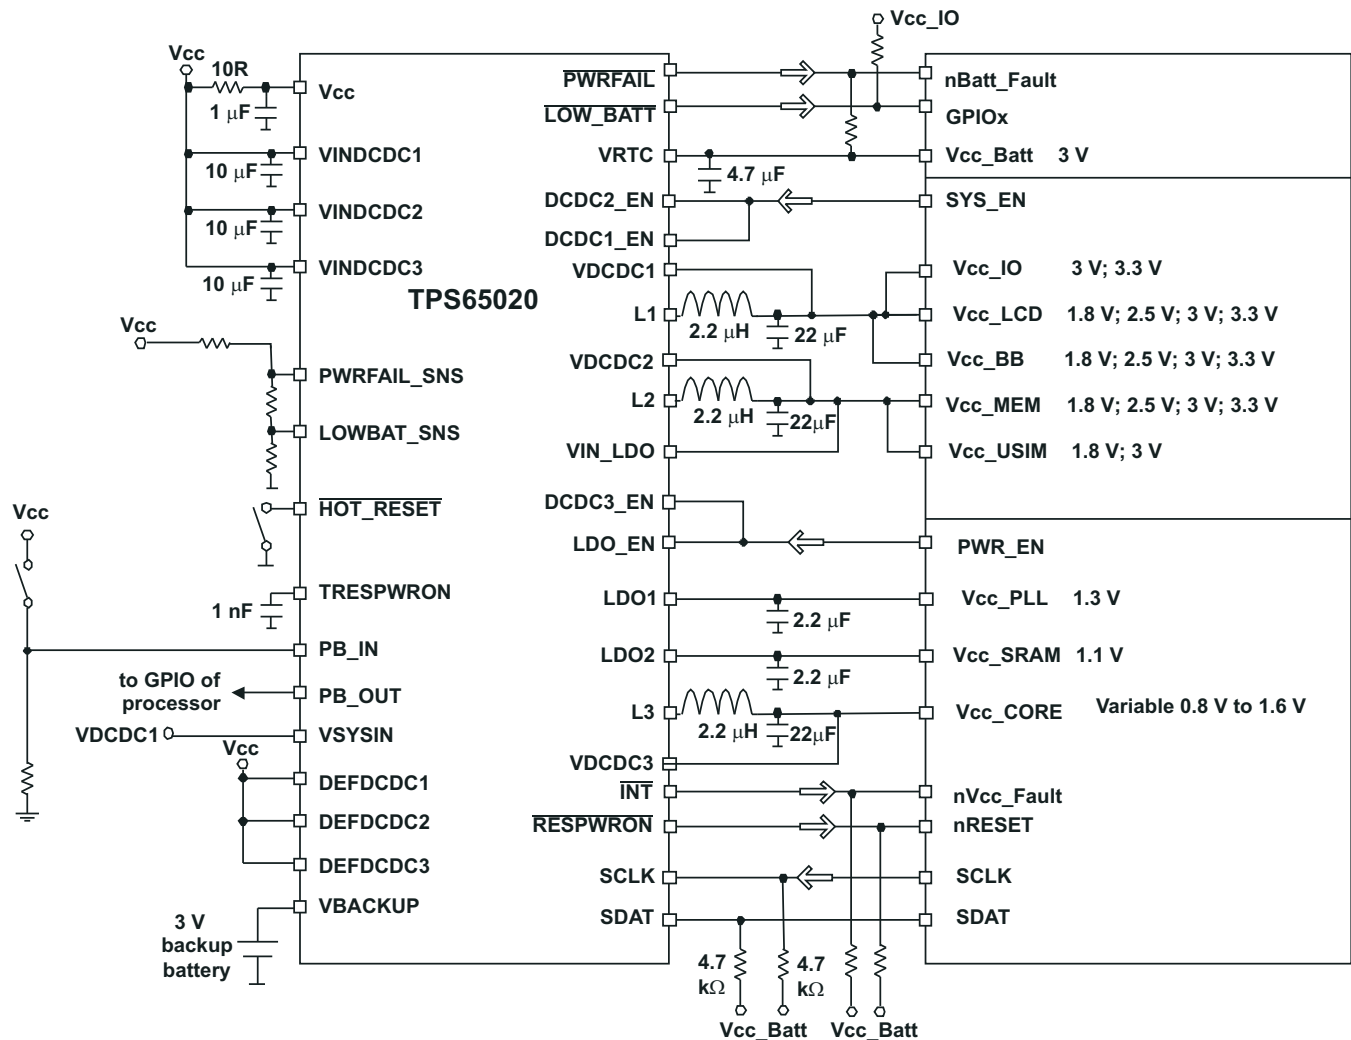 Vcc_IO
Vcc
10R
1 μF
Vcc
10 μF
VINDCDC1
10 μF
VINDCDC2
10 μF
VINDCDC3
TPS65020
Vcc
PWRFAIL_SNS
LOWBAT_SNS
HOT_RESET
Vcc
1 nF
TRESPWRON
PB_IN
to GPIO of
processor
PB_OUT
VDCDC1
VSYSIN
Vcc
DEFDCDC1
DEFDCDC2
DEFDCDC3
VBACKUP
3 V
backup
battery
PWRFAIL
LOW_BATT
VRTC
4.7 μF
DCDC2_EN
DCDC1_EN
VDCDC1
L1
2.2 μH
22 μF
VDCDC2
L2
2.2 μH
22μF
VIN_LDO
DCDC3_EN
LDO_EN
LDO1
2.2 μF
LDO2
2.2 μF
L3
2.2 μH
22μF
VDCDC3
INT
RESPWRON
SCLK
SDAT
4.7
kΩ
4.7
kΩ
Vcc_Batt
Vcc_Batt
nBatt_Fault
GPIOx
Vcc_Batt 3 V
SYS_EN
Vcc_IO 3 V; 3.3 V
Vcc_LCD 1.8 V; 2.5 V; 3 V; 3.3 V
Vcc_BB 1.8 V; 2.5 V; 3 V; 3.3 V
Vcc_MEM 1.8 V; 2.5 V; 3 V; 3.3 V
Vcc_USIM 1.8 V; 3 V
PWR_EN
Vcc_PLL 1.3 V
Vcc_SRAM 1.1 V
Vcc_CORE Variable 0.8 V to 1.6 V
nVcc_Fault
nRESET
SCLK
SDAT